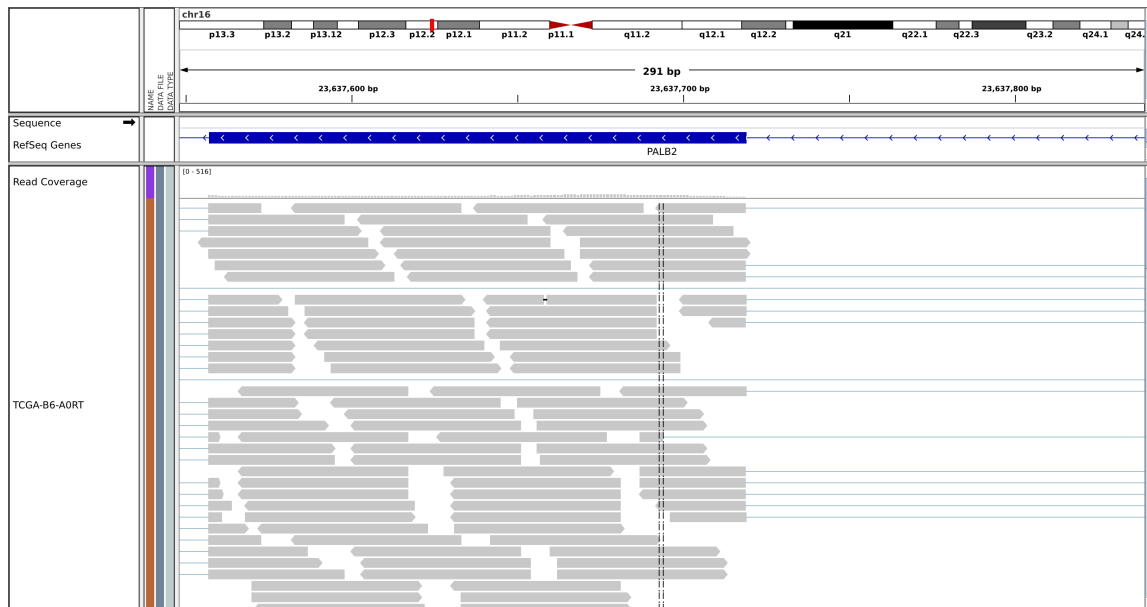 chr16
p13.3 p13.2 p13.12 p12.3 p12.2 p12.1 p11.2 p11.1 q11.2 q12.1 q12.2 q21 q22.1 q22.3 q23.2 q24.1 q24.
291 bp
23,637,600 bp 23,637,700 bp 23,637,800 bp
NAME
DATA FILE
DATA TYPE
Sequence
RefSeq Genes
PALB2
[0 - 516]
Read Coverage
TCGA-B6-A0RT